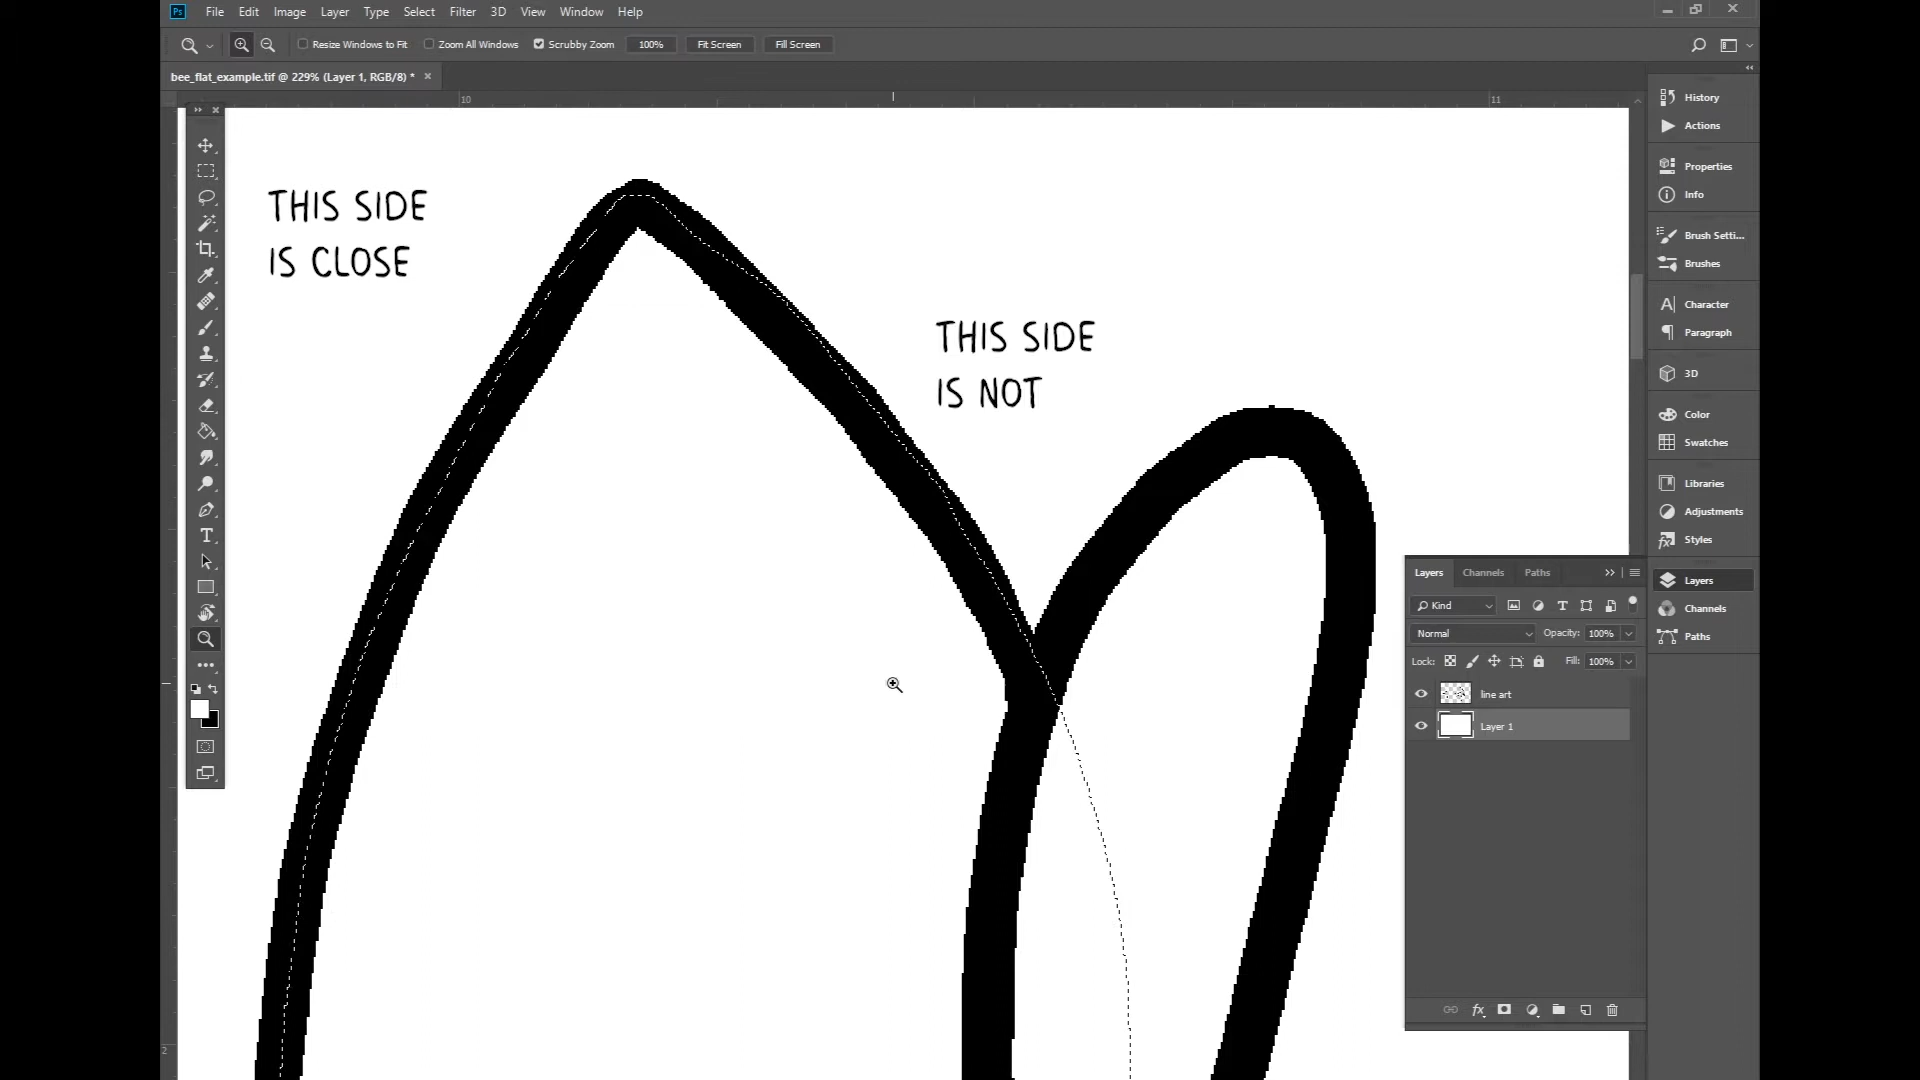 Ps File Edit Image Layer Type Select Filter 3D View Window Help
Resize Windows to Fit Zoom All Windows Scrubby Zoom 100% Fit Screen Fill Screen
bee_flat_example.tif @ 229% (Layer 1, RGB/8) *
10 11
THIS SIDE
IS CLOSE
THIS SIDE
IS NOT
2
History
Actions
Properties
Info
Brush Setti...
Brushes
Character
Paragraph
3D
Color
Swatches
Libraries
Adjustments
Styles
Layers
Channels
Paths
Layers Channels Paths
Kind
Normal Opacity: 100%
Lock: Fill: 100%
line art
Layer 1